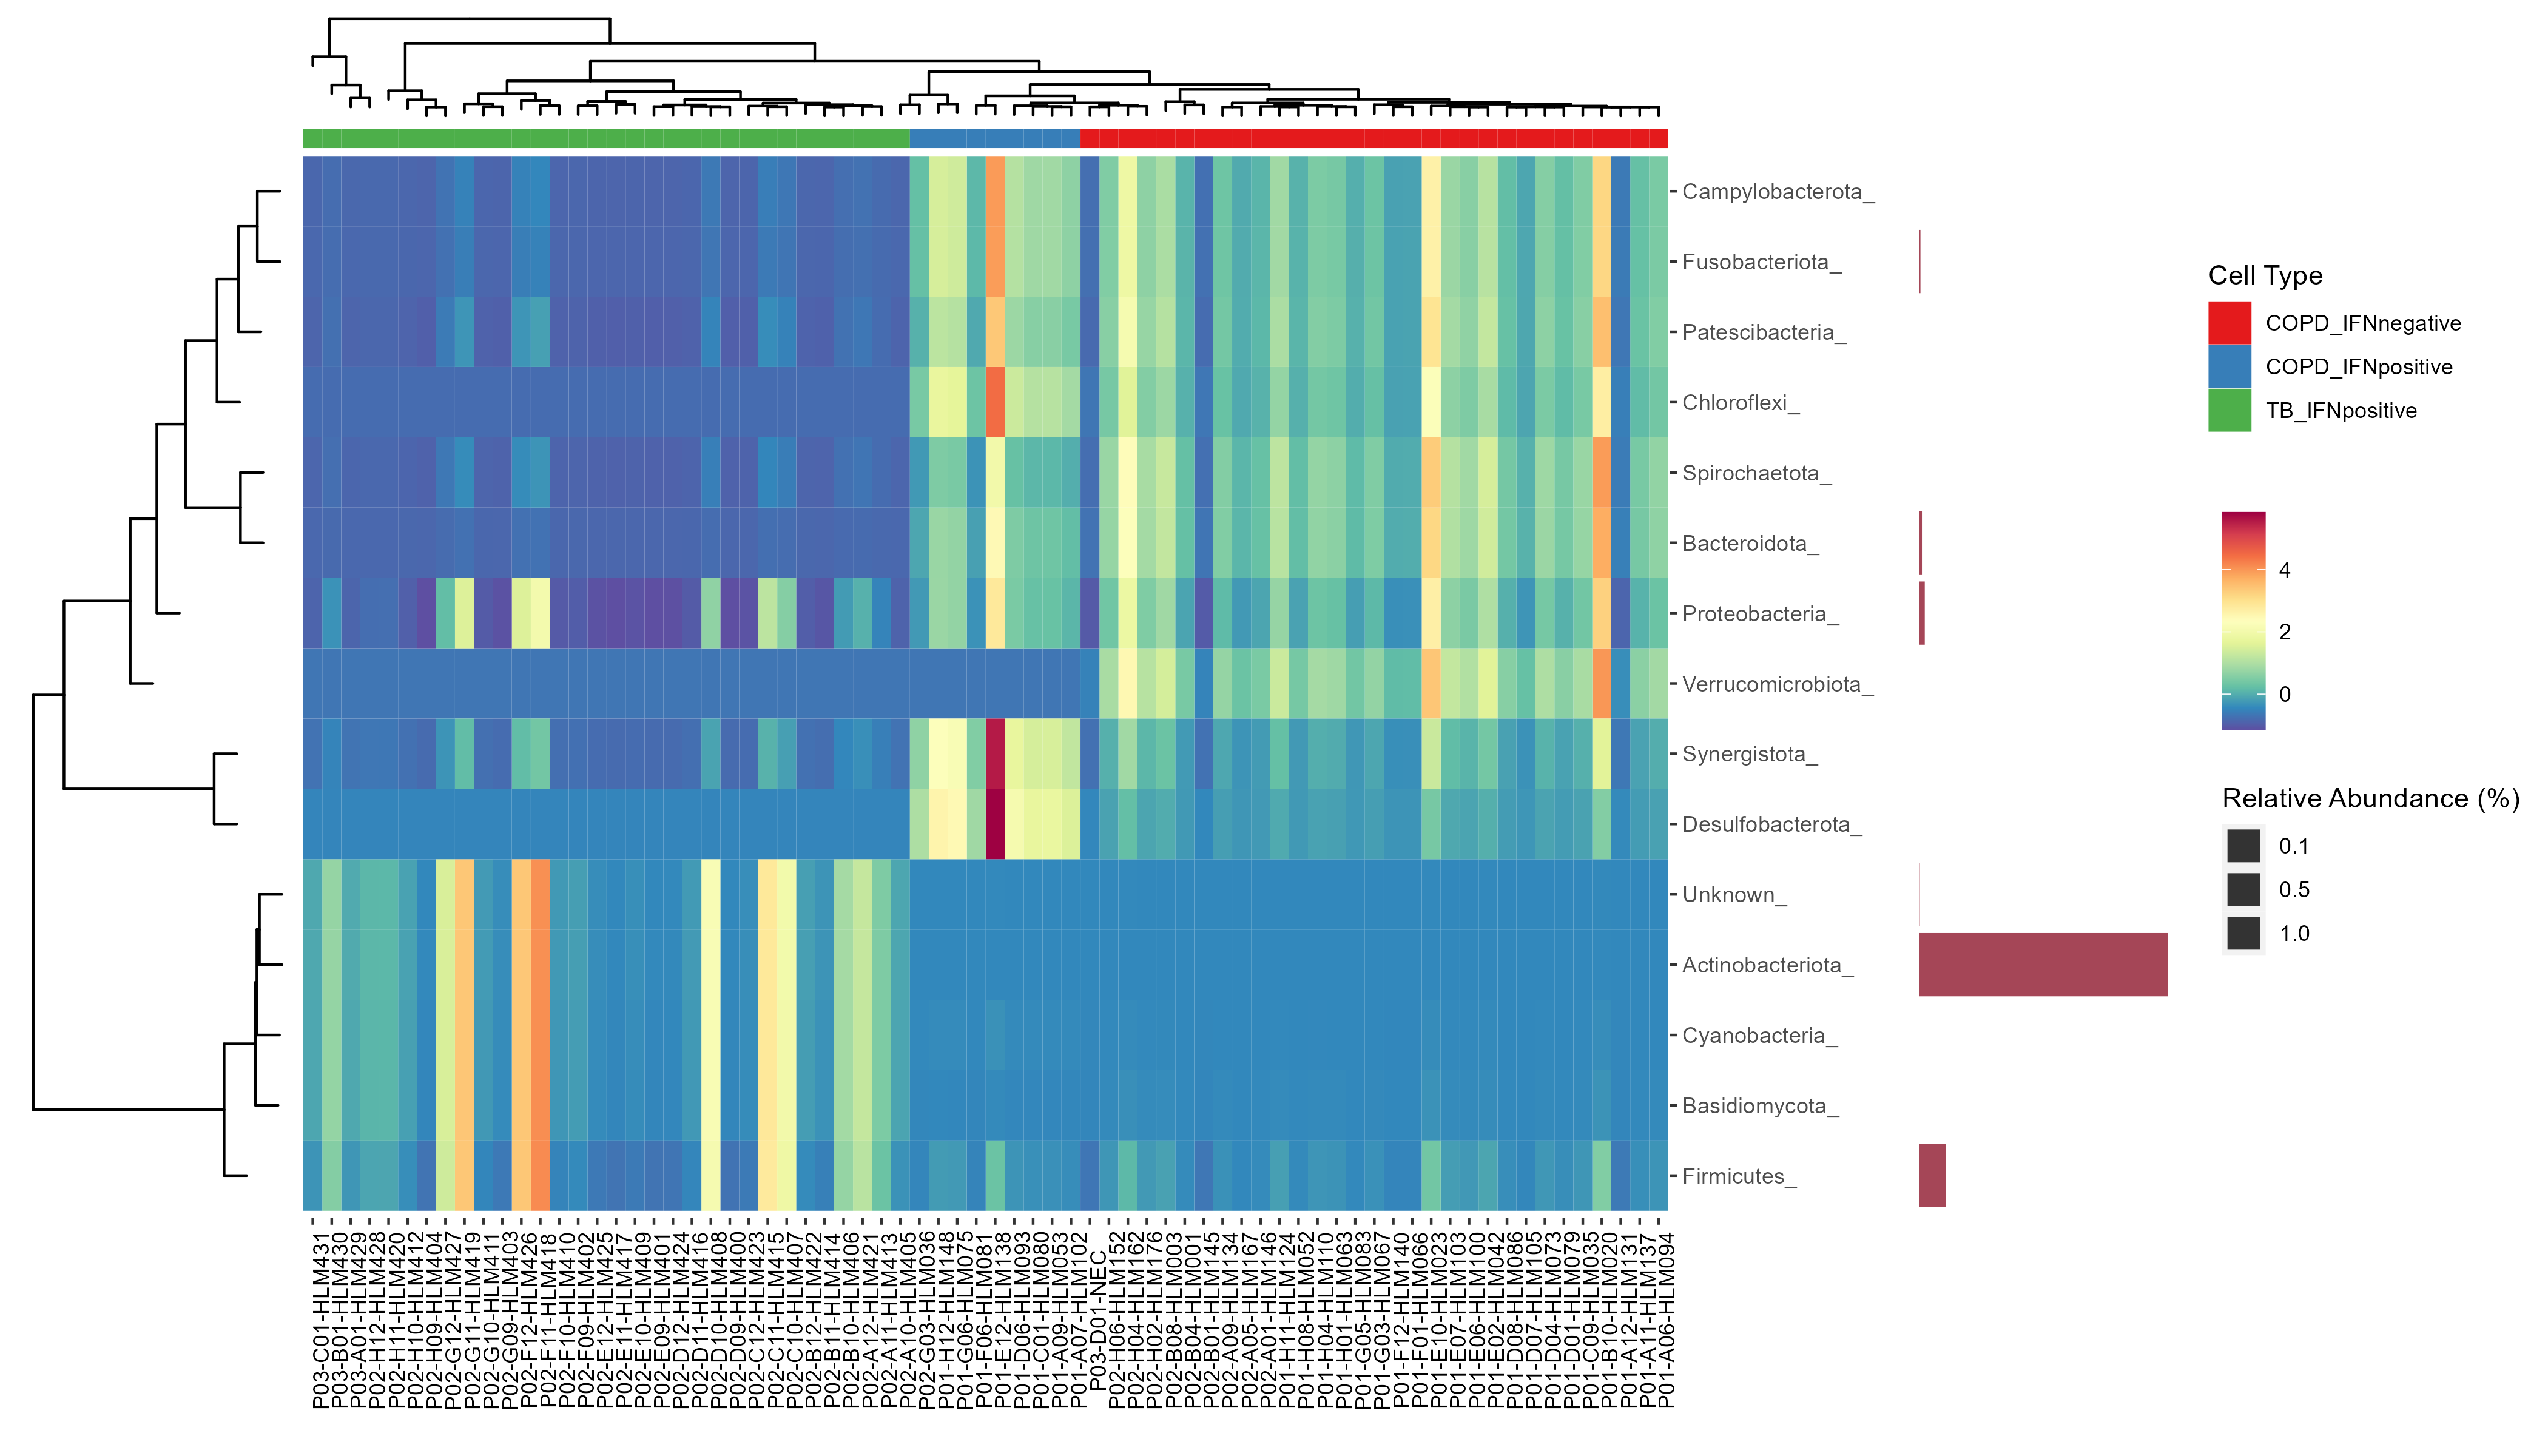 Campylobacterota_
Fusobacteriota_
Patescibacteria_
Chloroflexi_
Spirochaetota_
Bacteroidota_
Proteobacteria_
Verrucomicrobiota_
Synergistota_
Desulfobacterota_
Unknown_
Actinobacteriota_
Cyanobacteria_
Basidiomycota_
Firmicutes_
P03-C01-HLM431
P03-B01-HLM430
P03-A01-HLM429
P02-H12-HLM428
P02-H11-HLM420
P02-H10-HLM412
P02-H09-HLM404
P02-G12-HLM427
P02-G11-HLM419
P02-G10-HLM411
P02-G09-HLM403
P02-F12-HLM426
P02-F11-HLM418
P02-F10-HLM410
P02-F09-HLM402
P02-E12-HLM425
P02-E11-HLM417
P02-E10-HLM409
P02-E09-HLM401
P02-D12-HLM424
P02-D11-HLM416
P02-D10-HLM408
P02-D09-HLM400
P02-C12-HLM423
P02-C11-HLM415
P02-C10-HLM407
P02-B12-HLM422
P02-B11-HLM414
P02-B10-HLM406
P02-A12-HLM421
P02-A11-HLM413
P02-A10-HLM405
P02-G03-HLM036
P01-H12-HLM148
P01-G06-HLM075
P01-F06-HLM081
P01-E12-HLM138
P01-D06-HLM093
P01-C01-HLM080
P01-A09-HLM053
P01-A07-HLM102
P03-D01-NEC
P02-H06-HLM152
P02-H04-HLM162
P02-H02-HLM176
P02-B08-HLM003
P02-B04-HLM001
P02-B01-HLM145
P02-A09-HLM134
P02-A05-HLM167
P02-A01-HLM146
P01-H11-HLM124
P01-H08-HLM052
P01-H04-HLM110
P01-H01-HLM063
P01-G05-HLM083
P01-G03-HLM067
P01-F12-HLM140
P01-F01-HLM066
P01-E10-HLM023
P01-E07-HLM103
P01-E06-HLM100
P01-E02-HLM042
P01-D08-HLM086
P01-D07-HLM105
P01-D04-HLM073
P01-D01-HLM079
P01-C09-HLM035
P01-B10-HLM020
P01-A12-HLM131
P01-A11-HLM137
P01-A06-HLM094
Cell Type
COPD_IFNnegative
COPD_IFNpositive
TB_IFNpositive
4
2
0
Relative Abundance (%)
0.1
0.5
1.0